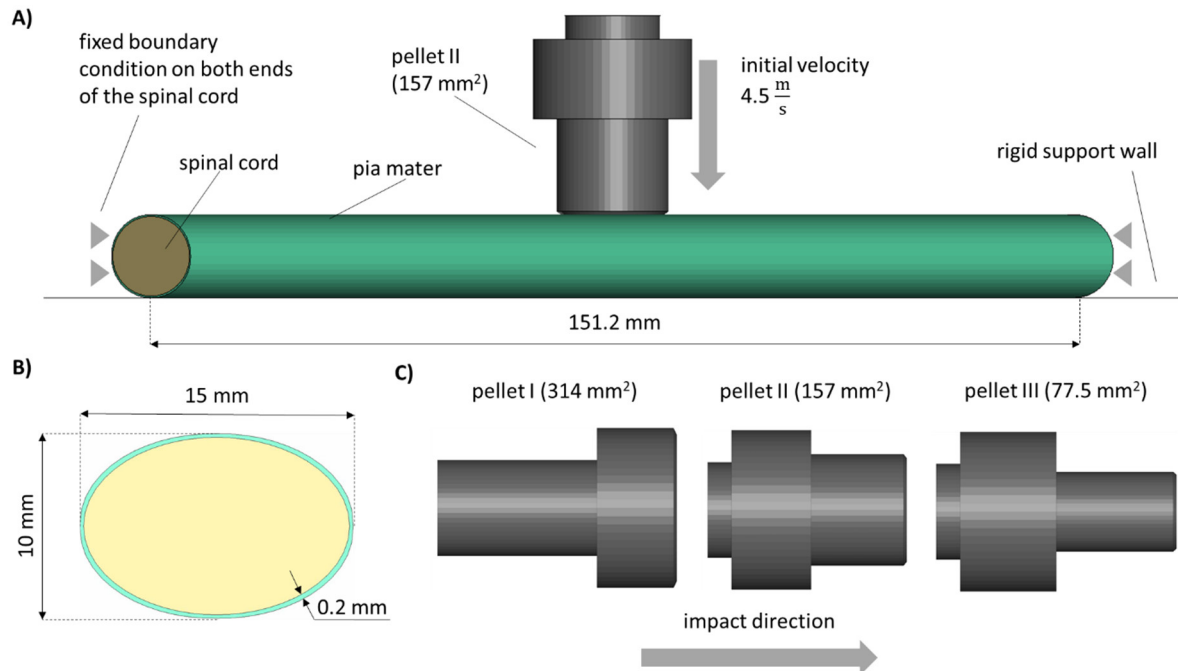 A)
fixed boundary
condition on both ends
of the spinal cord
spinal cord
pia mater
pellet II
(157 mm²)
initial velocity
4.5 m/s
rigid support wall
151.2 mm
B)
15 mm
10 mm
0.2 mm
C)
pellet I (314 mm²)
pellet II (157 mm²)
pellet III (77.5 mm²)
impact direction